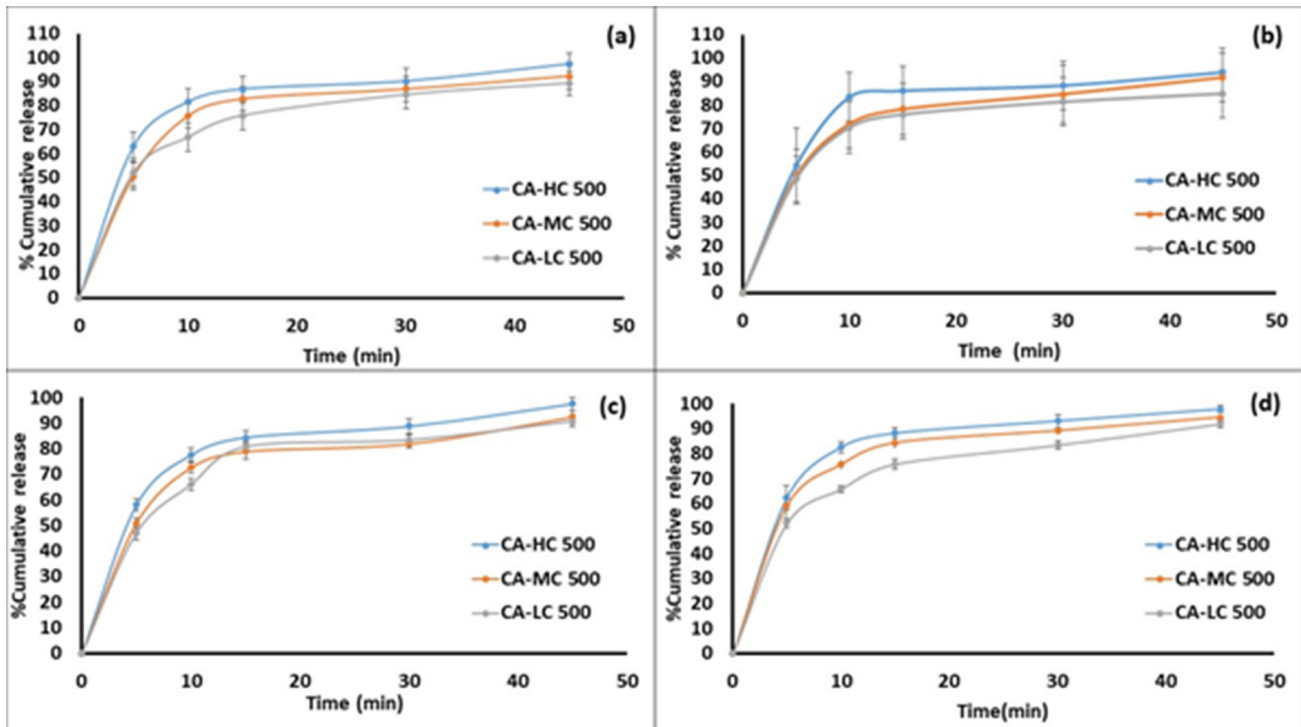 (a)
% Cumulative release
110
100
90
80
70
60
50
40
30
20
10
0
CA-HC 500
CA-MC 500
CA-LC 500
0 10 20 30 40 50
Time (min)
(b)
% Cumulative release
110
100
90
80
70
60
50
40
30
20
10
0
CA-HC 500
CA-MC 500
CA-LC 500
0 10 20 30 40 50
Time (min)
(c)
%Cumulative release
100
90
80
70
60
50
40
30
20
10
0
CA-HC 500
CA-MC 500
CA-LC 500
0 10 20 30 40 50
Time (min)
(d)
%Cumulative release
100
90
80
70
60
50
40
30
20
10
0
CA-HC 500
CA-MC 500
CA-LC 500
0 10 20 30 40 50
Time(min)